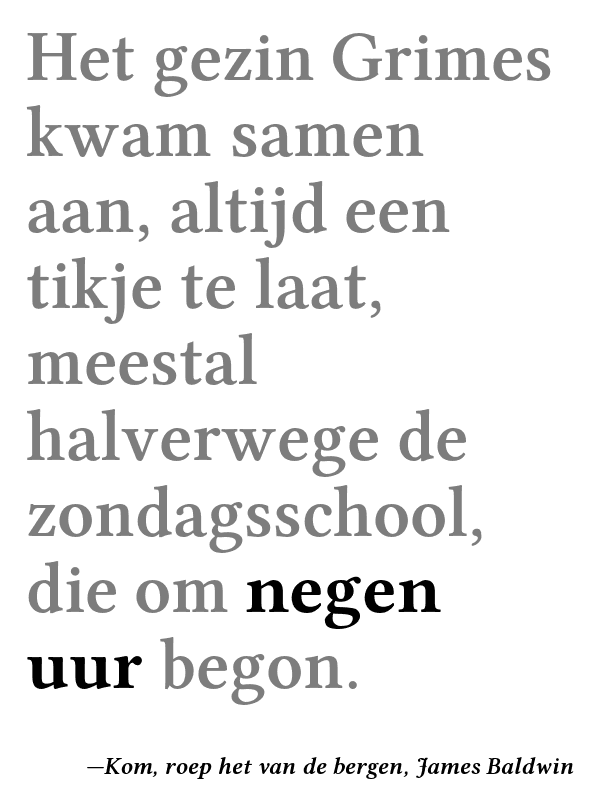 Het gezin Grimes
kwam samen
aan, altijd een
tikje te laat,
meestal
halverwege de
zondagsschool,
die om negen
uur begon.
—Kom, roep het van de bergen, James Baldwin